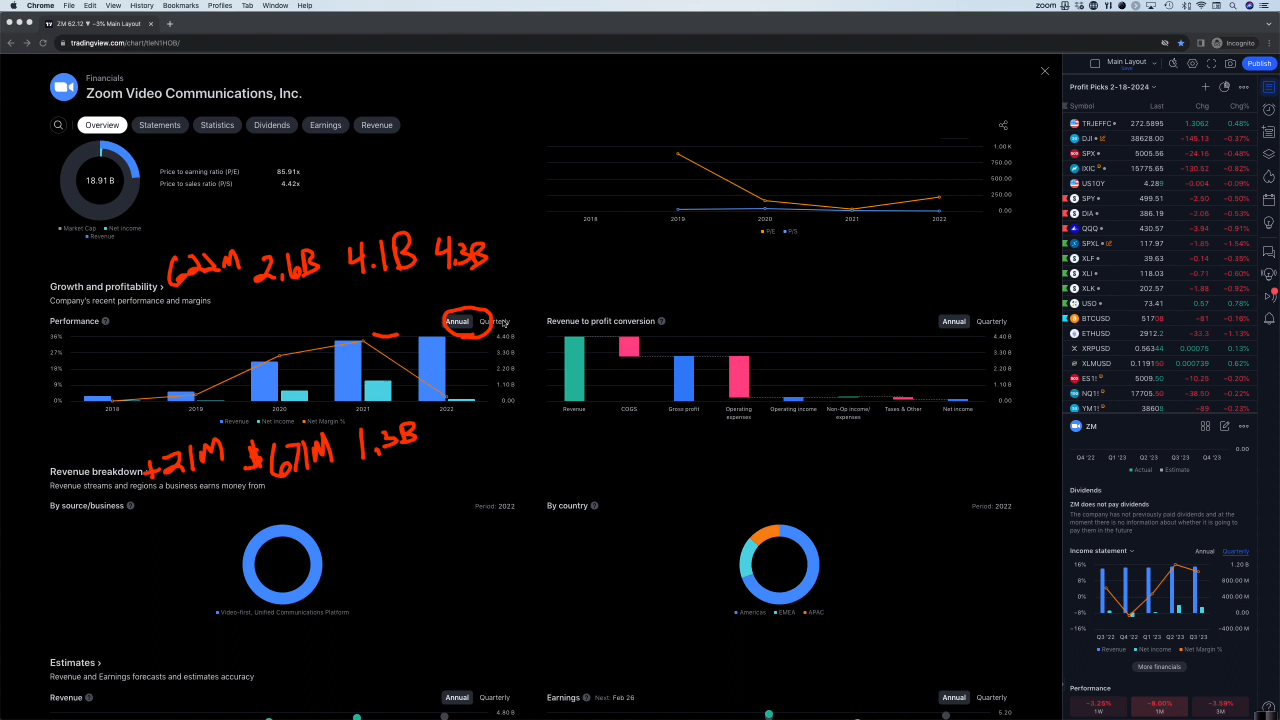 Chrome File Edit View History Bookmarks Profiles Tab Window Help zoom
ZM 62.12 ▼ −3% Main Layout
tradingview.com/chart/tleN1HOB/ Incognito
Main Layout Save Publish
Financials
Zoom Video Communications, Inc.
Overview Statements Statistics Dividends Earnings Revenue
18.91 B
Price to earning ratio (P/E) 85.91x
Price to sales ratio (P/S) 4.42x
Market Cap Net income
Revenue
1.00 K
750.00
500.00
250.00
0.00
2018 2019 2020 2021 2022
P/E P/S
622M 2.6B 4.1B 4.3B
Growth and profitability ›
Company's recent performance and margins
Performance Annual Quarterly
36%
27%
18%
9%
0%
4.40 B
3.30 B
2.20 B
1.10 B
0.00
2018 2019 2020 2021 2022
Revenue Net income Net Margin %
Revenue to profit conversion Annual Quarterly
4.40 B
3.30 B
2.20 B
1.10 B
0.00
Revenue COGS Gross profit Operating expenses Operating income Non-Op income/ expenses Taxes & Other Net income
+21M $671M 1.3B
Revenue breakdown
Revenue streams and regions a business earns money from
By source/business Period: 2022
Video-first, Unified Communications Platform
By country Period: 2022
Americas EMEA APAC
Estimates ›
Revenue and Earnings forecasts and estimates accuracy
Revenue Annual Quarterly
4.80 B
Earnings Next: Feb 26 Annual Quarterly
5.20
Profit Picks 2-18-2024
Symbol Last Chg Chg%
TRJEFFC 272.5895 1.3062 0.48%
DJI 38628.00 −145.13 −0.37%
SPX 5005.56 −24.16 −0.48%
IXIC 15775.65 −130.52 −0.82%
US10Y 4.289 −0.004 −0.09%
SPY 499.51 −2.50 −0.50%
DIA 386.19 −2.06 −0.53%
QQQ 430.57 −3.94 −0.91%
SPXL 117.97 −1.85 −1.54%
XLF 39.63 −0.14 −0.35%
XLI 118.03 −0.71 −0.60%
XLK 202.57 −1.88 −0.92%
USO 73.41 0.57 0.78%
BTCUSD −81 −0.16%
ETHUSD 2912.2 −33.3 −1.13%
XRPUSD 0.56344 0.00075 0.13%
XLMUSD 0.119150 0.000739 0.62%
ES1! 5009.50 −10.25 −0.20%
NQ1! 17705.50 −38.50 −0.22%
YM1! 38608 −89 −0.23%
ZM
0.00
Q4 '22 Q1 '23 Q2 '23 Q3 '23 Q4 '23
Actual Estimate
Dividends
ZM does not pay dividends
The company has not previously paid dividends and at the
moment there is no information about whether it is going to
pay them in the future
Income statement Annual Quarterly
16%
8%
0%
−8%
−16%
1.20 B
800.00 M
400.00 M
0.00
−400.00 M
Q3 '22 Q4 '22 Q1 '23 Q2 '23 Q3 '23
Revenue Net income Net Margin %
More financials
Performance
−3.25% −8.00% −3.59%
1W 1M 3M